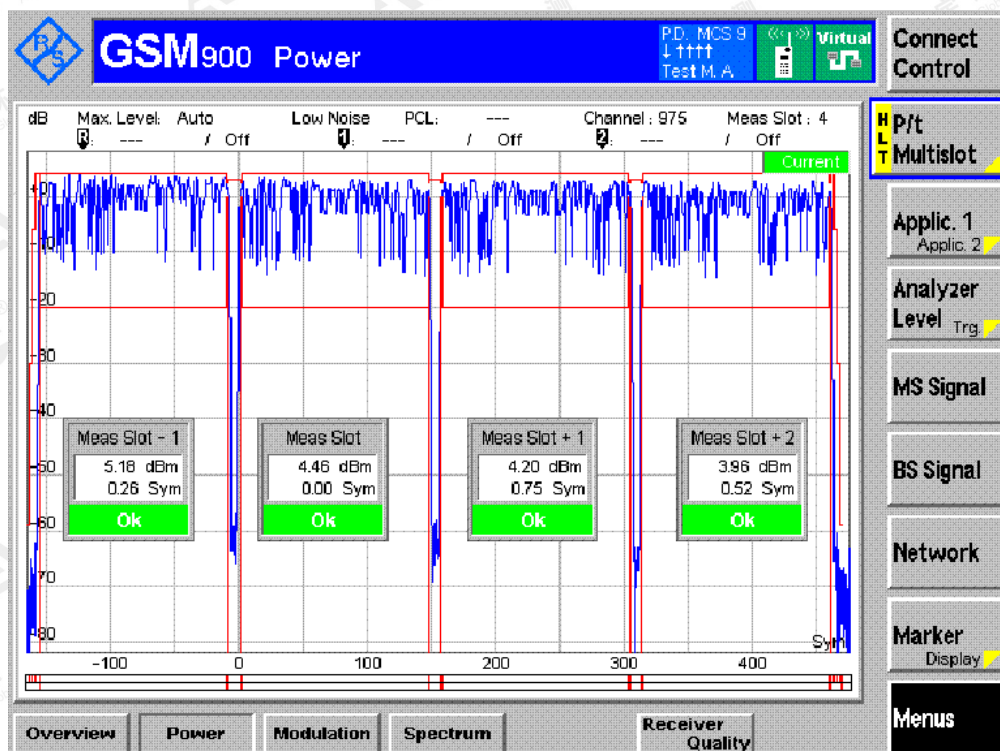 R/S
GSM900 Power
P.D. MCS 9
↓↑↑↑↑
Test M. A
Virtual
Connect
Control
dB Max. Level: Auto Low Noise PCL: --- Channel : 975 Meas Slot : 4
R: --- / Off 1: --- / Off 2: --- / Off
HLT
P/t
Multislot
Current
+0
-10
-20
-30
-40
-50
-60
-70
-80
Applic. 1
Applic. 2
Analyzer
Level Trg.
MS Signal
BS Signal
Network
Marker
Display
Menus
Meas Slot - 1
5.18 dBm
0.26 Sym
Ok
Meas Slot
4.46 dBm
0.00 Sym
Ok
Meas Slot + 1
4.20 dBm
0.75 Sym
Ok
Meas Slot + 2
3.96 dBm
0.52 Sym
Ok
Sym
-100 0 100 200 300 400
Overview Power Modulation Spectrum Receiver
Quality